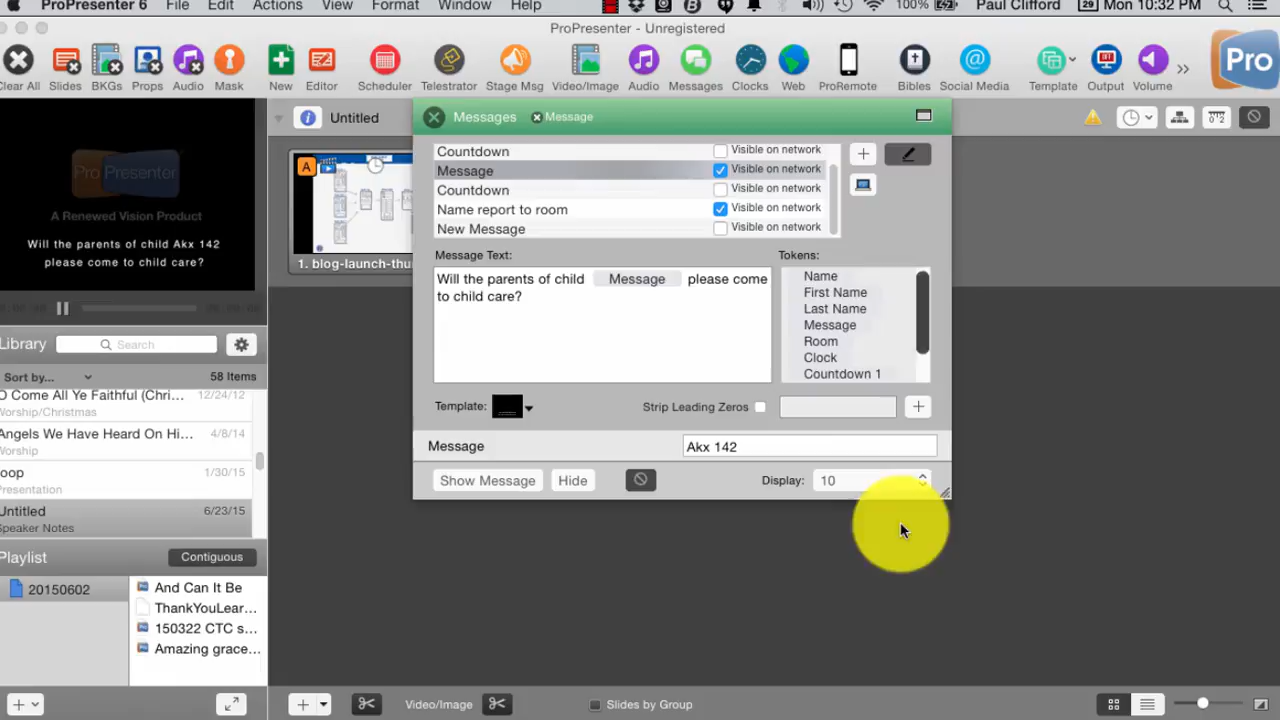 ProPresenter 6 File Edit Actions View Format Window Help 100% Paul Clifford 29 Mon 10:32 PM
ProPresenter - Unregistered
Clear All Slides BKGs Props Audio Mask New Editor Scheduler Telestrator Stage Msg Video/Image Audio Messages Clocks Web ProRemote Bibles Social Media Template Output Volume
Pro
Untitled
Messages Message
Countdown Visible on network
Message Visible on network
Countdown Visible on network
Name report to room Visible on network
New Message Visible on network
A
1. blog-launch-thu
ProPresenter
A Renewed Vision Product
Will the parents of child Akx 142
please come to child care?
Message Text:
Will the parents of child Message please come
to child care?
Tokens:
Name
First Name
Last Name
Message
Room
Clock
Countdown 1
Template:
Strip Leading Zeros
Message Akx 142
Show Message Hide
Display: 10
Library Search
Sort by... 58 Items
O Come All Ye Faithful (Chri... 12/24/12
Worship/Christmas
Angels We Have Heard On Hi... 4/8/14
Worship
oop 1/30/15
Presentation
Untitled 6/23/15
Speaker Notes
Playlist Contiguous
20150602
And Can It Be
ThankYouLear...
150322 CTC s...
Amazing grace...
Video/Image
Slides by Group